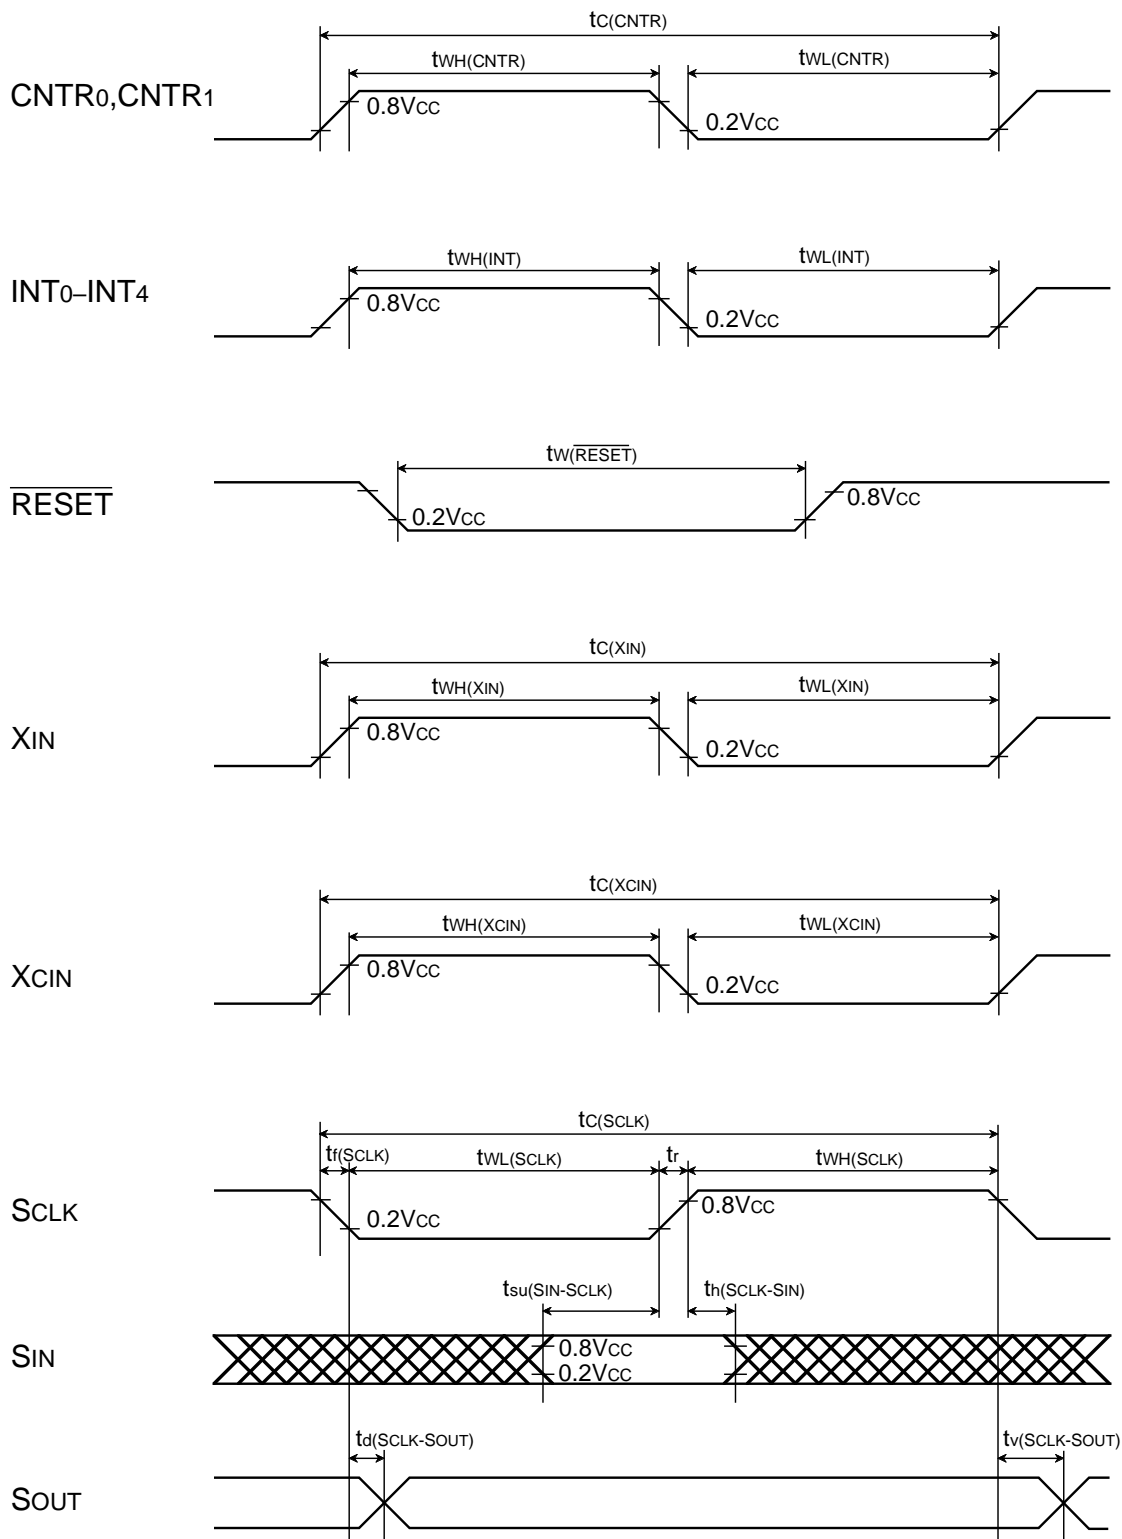 tC(CNTR)
tWH(CNTR) tWL(CNTR)
CNTR0,CNTR1
0.8VCC
0.2VCC
tWH(INT) tWL(INT)
INT0–INT4
0.8VCC
0.2VCC
tW(RESET)
RESET
0.2VCC
0.8VCC
tC(XIN)
tWH(XIN) tWL(XIN)
XIN
0.8VCC
0.2VCC
tC(XCIN)
tWH(XCIN) tWL(XCIN)
XCIN
0.8VCC
0.2VCC
tC(SCLK)
tf(SCLK) tWL(SCLK) tr tWH(SCLK)
SCLK
0.2VCC
0.8VCC
tsu(SIN-SCLK) th(SCLK-SIN)
SIN
0.8VCC
0.2VCC
td(SCLK-SOUT) tv(SCLK-SOUT)
SOUT